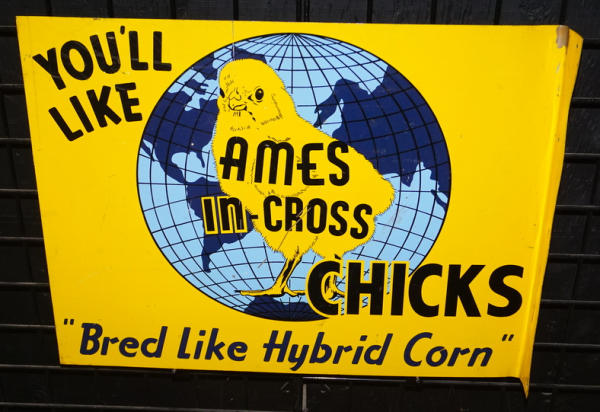 YOU'LL
LIKE
AMES
IN-CROSS
CHICKS
"Bred Like Hybrid Corn"